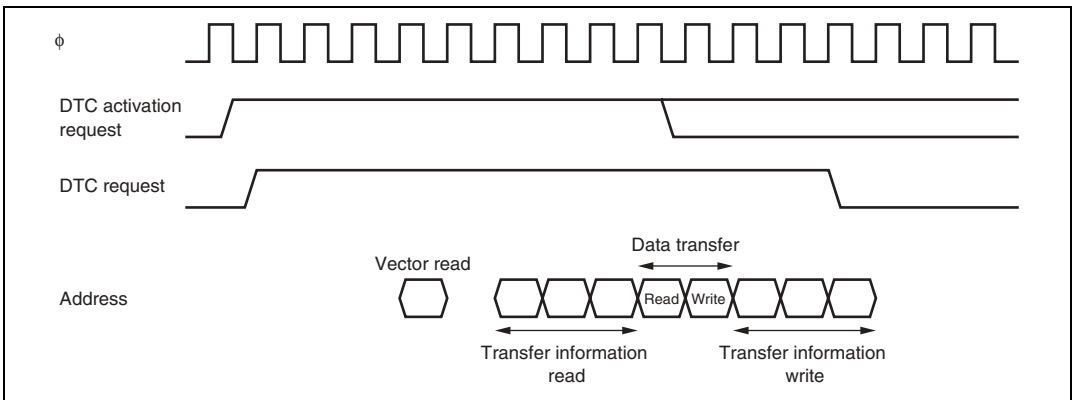 φ
DTC activation
request
DTC request
Data transfer
Vector read
Address
Read
Write
Transfer information
read
Transfer information
write